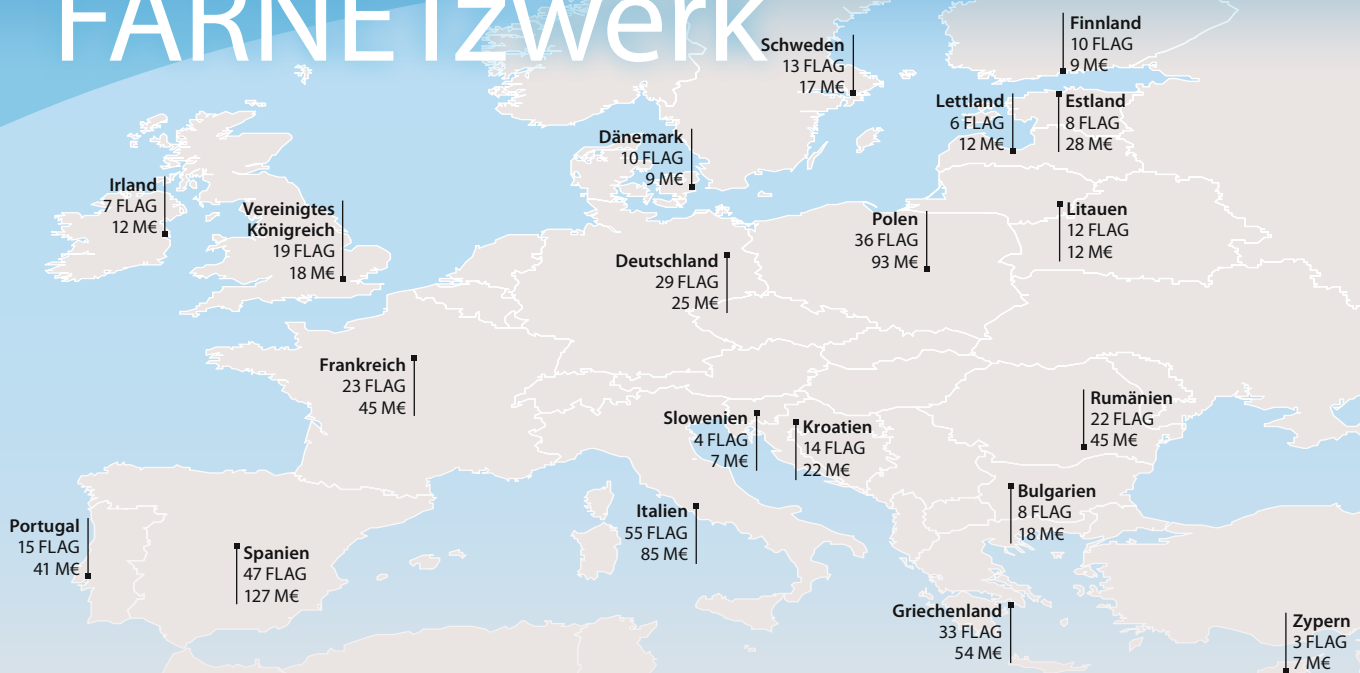 FARNETzwerk
Finnland
10 FLAG
9 M€
Schweden
13 FLAG
17 M€
Lettland
6 FLAG
12 M€
Estland
8 FLAG
28 M€
Dänemark
10 FLAG
9 M€
Irland
7 FLAG
12 M€
Vereinigtes
Königreich
19 FLAG
18 M€
Litauen
12 FLAG
12 M€
Polen
36 FLAG
93 M€
Deutschland
29 FLAG
25 M€
Frankreich
23 FLAG
45 M€
Rumänien
22 FLAG
45 M€
Slowenien
4 FLAG
7 M€
Kroatien
14 FLAG
22 M€
Bulgarien
8 FLAG
18 M€
Italien
55 FLAG
85 M€
Portugal
15 FLAG
41 M€
Spanien
47 FLAG
127 M€
Griechenland
33 FLAG
54 M€
Zypern
3 FLAG
7 M€